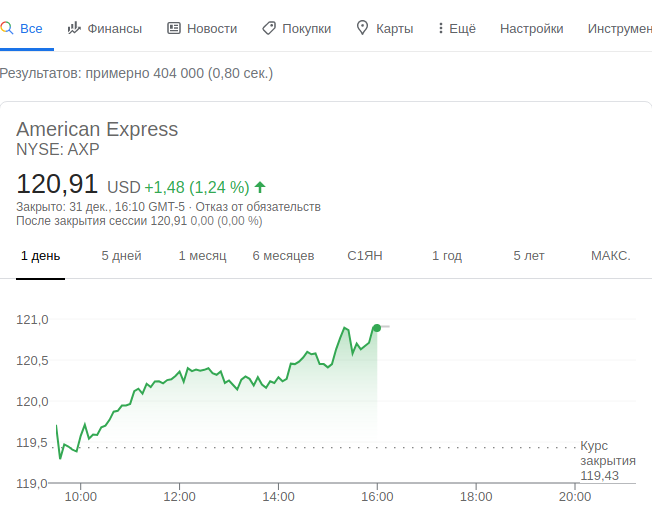 Все Финансы Новости Покупки Карты Ещё Настройки Инструмен
Результатов: примерно 404 000 (0,80 сек.)
American Express
NYSE: AXP
120,91 USD +1,48 (1,24 %)
Закрыто: 31 дек., 16:10 GMT-5 · Отказ от обязательств
После закрытия сессии 120,91 0,00 (0,00 %)
1 день 5 дней 1 месяц 6 месяцев С1ЯН 1 год 5 лет МАКС.
121,0
120,5
120,0
119,5
119,0
Курс
закрытия
119,43
10:00 12:00 14:00 16:00 18:00 20:00